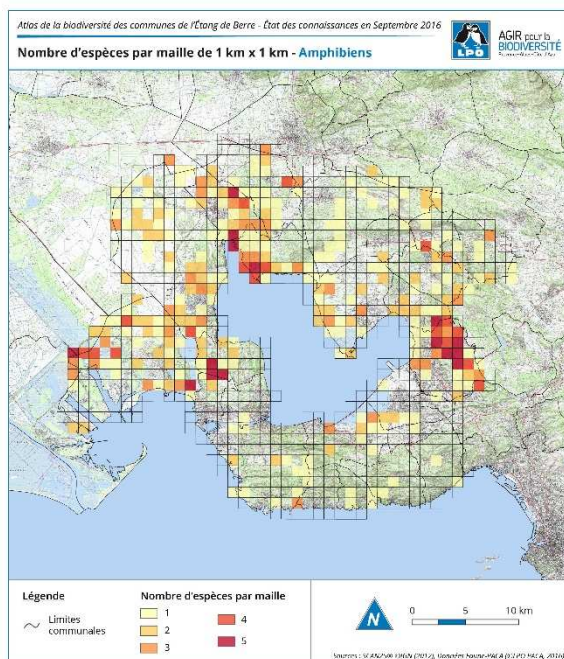 Atlas de la biodiversité des communes de l'Étang de Berre - État des connaissances en Septembre 2016
Nombre d'espèces par maille de 1 km x 1 km - Amphibiens
LPO
AGIR pour la
BIODIVERSITÉ
Légende
Limites
communales
Nombre d'espèces par maille
1
2
3
4
5
N
0 5 10 km